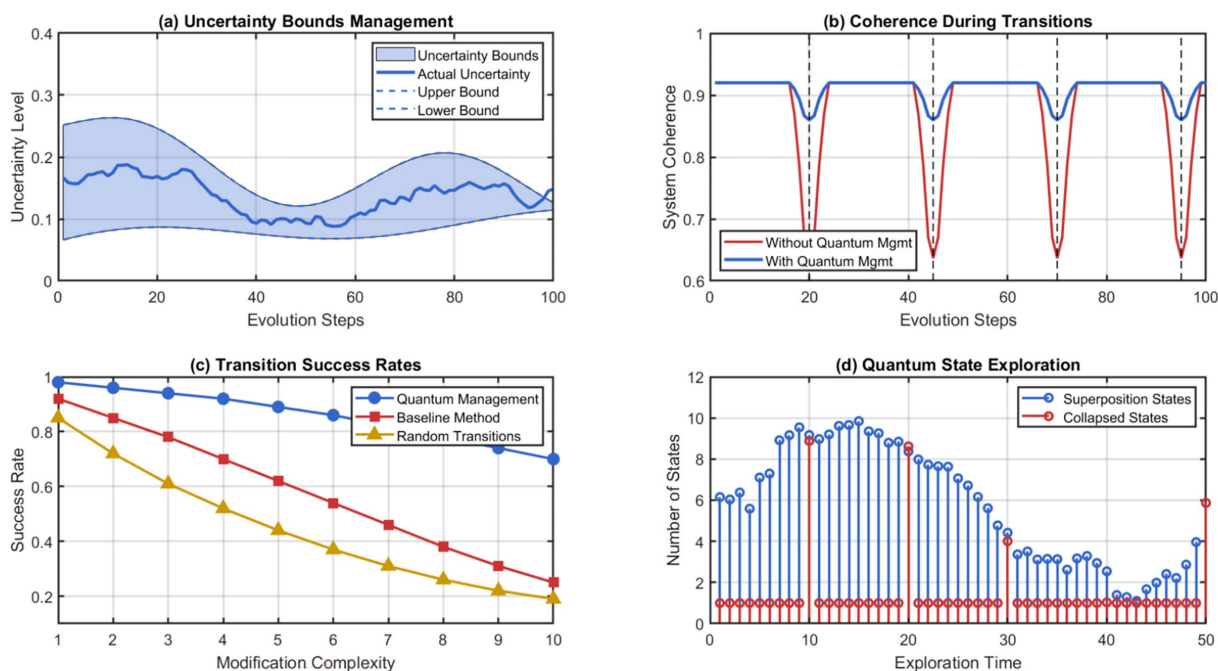 (a) Uncertainty Bounds Management
0.4
0.3
0.2
0.1
0
Uncertainty Level
Uncertainty Bounds
Actual Uncertainty
Upper Bound
Lower Bound
0 20 40 60 80 100
Evolution Steps
(b) Coherence During Transitions
1
0.9
0.8
0.7
0.6
System Coherence
Without Quantum Mgmt
With Quantum Mgmt
0 20 40 60 80 100
Evolution Steps
(c) Transition Success Rates
1
0.8
0.6
0.4
0.2
Success Rate
Quantum Management
Baseline Method
Random Transitions
1 2 3 4 5 6 7 8 9 10
Modification Complexity
(d) Quantum State Exploration
12
10
8
6
4
2
0
Number of States
Superposition States
Collapsed States
0 10 20 30 40 50
Exploration Time